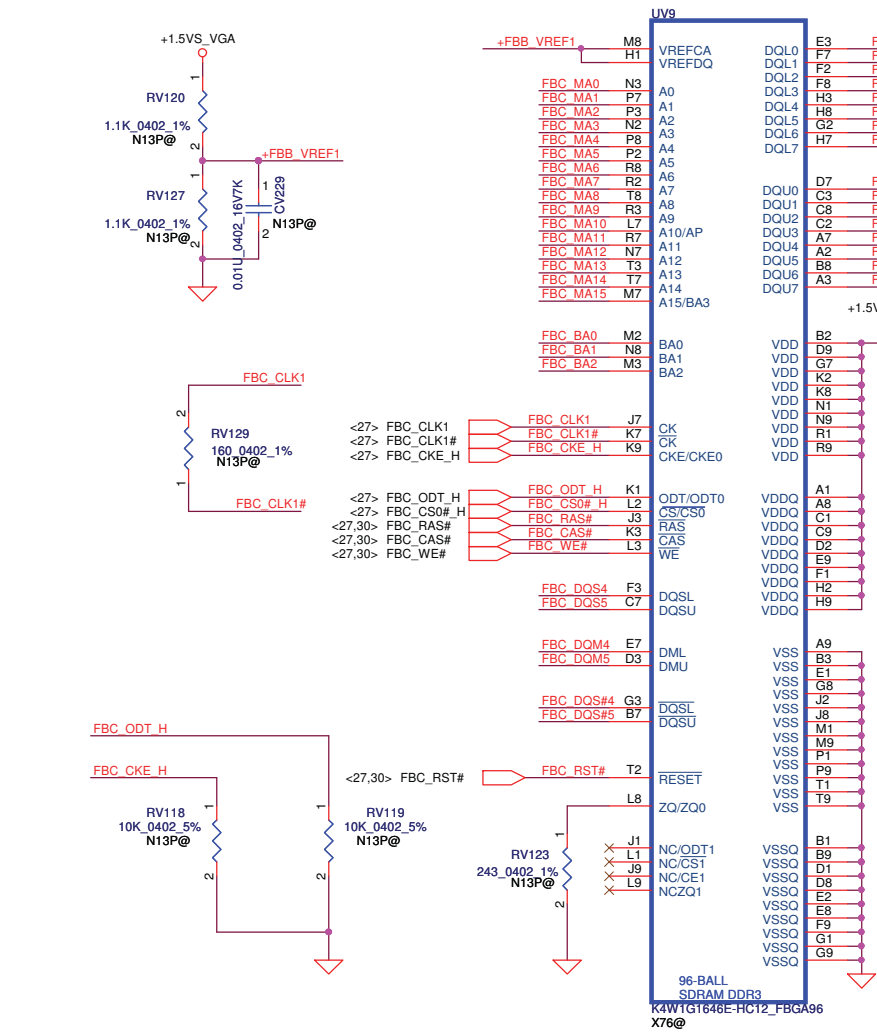 UV9
+1.5VS_VGA
1
RV120
1.1K_0402_1%
N13P@
2
+FBB_VREF1
1
RV127
1.1K_0402_1%
N13P@
2
1
CV229
0.01U_0402_16V7K
N13P@
2
+FBB_VREF1 M8 VREFCA
H1 VREFDQ
FBC_MA0 N3 A0
FBC_MA1 P7 A1
FBC_MA2 P3 A2
FBC_MA3 N2 A3
FBC_MA4 P8 A4
FBC_MA5 P2 A5
FBC_MA6 R8 A6
FBC_MA7 R2 A7
FBC_MA8 T8 A8
FBC_MA9 R3 A9
FBC_MA10 L7 A10/AP
FBC_MA11 R7 A11
FBC_MA12 N7 A12
FBC_MA13 T3 A13
FBC_MA14 T7 A14
FBC_MA15 M7 A15/BA3
FBC_BA0 M2 BA0
FBC_BA1 N8 BA1
FBC_BA2 M3 BA2
<27> FBC_CLK1 FBC_CLK1 J7 CK
<27> FBC_CLK1# FBC_CLK1# K7 CK
<27> FBC_CKE_H FBC_CKE_H K9 CKE/CKE0
<27> FBC_ODT_H FBC_ODT_H K1 ODT/ODT0
<27> FBC_CS0#_H FBC_CS0#_H L2 CS/CS0
<27,30> FBC_RAS# FBC_RAS# J3 RAS
<27,30> FBC_CAS# FBC_CAS# K3 CAS
<27,30> FBC_WE# FBC_WE# L3 WE
FBC_DQS4 F3 DQSL
FBC_DQS5 C7 DQSU
FBC_DQM4 E7 DML
FBC_DQM5 D3 DMU
FBC_DQS#4 G3 DQSL
FBC_DQS#5 B7 DQSU
<27,30> FBC_RST# FBC_RST# T2 RESET
L8 ZQ/ZQ0
J1 NC/ODT1
L1 NC/CS1
J9 NC/CE1
L9 NCZQ1
DQL0 E3 F
DQL1 F7 F
DQL2 F2 F
DQL3 F8 F
DQL4 H3 F
DQL5 H8 F
DQL6 G2 F
DQL7 H7 F
DQU0 D7 F
DQU1 C3 F
DQU2 C8 F
DQU3 C2 F
DQU4 A7 F
DQU5 A2 F
DQU6 B8 F
DQU7 A3 F
+1.5V
VDD B2
VDD D9
VDD G7
VDD K2
VDD K8
VDD N1
VDD N9
VDD R1
VDD R9
VDDQ A1
VDDQ A8
VDDQ C1
VDDQ C9
VDDQ D2
VDDQ E9
VDDQ F1
VDDQ H2
VDDQ H9
VSS A9
VSS B3
VSS E1
VSS G8
VSS J2
VSS J8
VSS M1
VSS M9
VSS P1
VSS P9
VSS T1
VSS T9
VSSQ B1
VSSQ B9
VSSQ D1
VSSQ D8
VSSQ E2
VSSQ E8
VSSQ F9
VSSQ G1
VSSQ G9
FBC_CLK1
2
RV129
160_0402_1%
N13P@
1
FBC_CLK1#
FBC_ODT_H
FBC_CKE_H
1
RV118
10K_0402_5%
N13P@
2
1
RV119
10K_0402_5%
N13P@
2
1
RV123
243_0402_1%
N13P@
2
96-BALL
SDRAM DDR3
K4W1G1646E-HC12_FBGA96
X76@